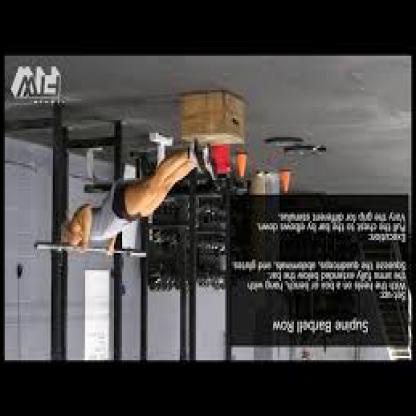 Supine Barbell Row
Set-up:
With the heels on a box or bench, hang with
the arms fully extended below the bar.
Squeeze the quadriceps, abdominals, and glutes.
Execution:
Pull the chest to the bar by elbows down.
Vary the grip for different stimulus.